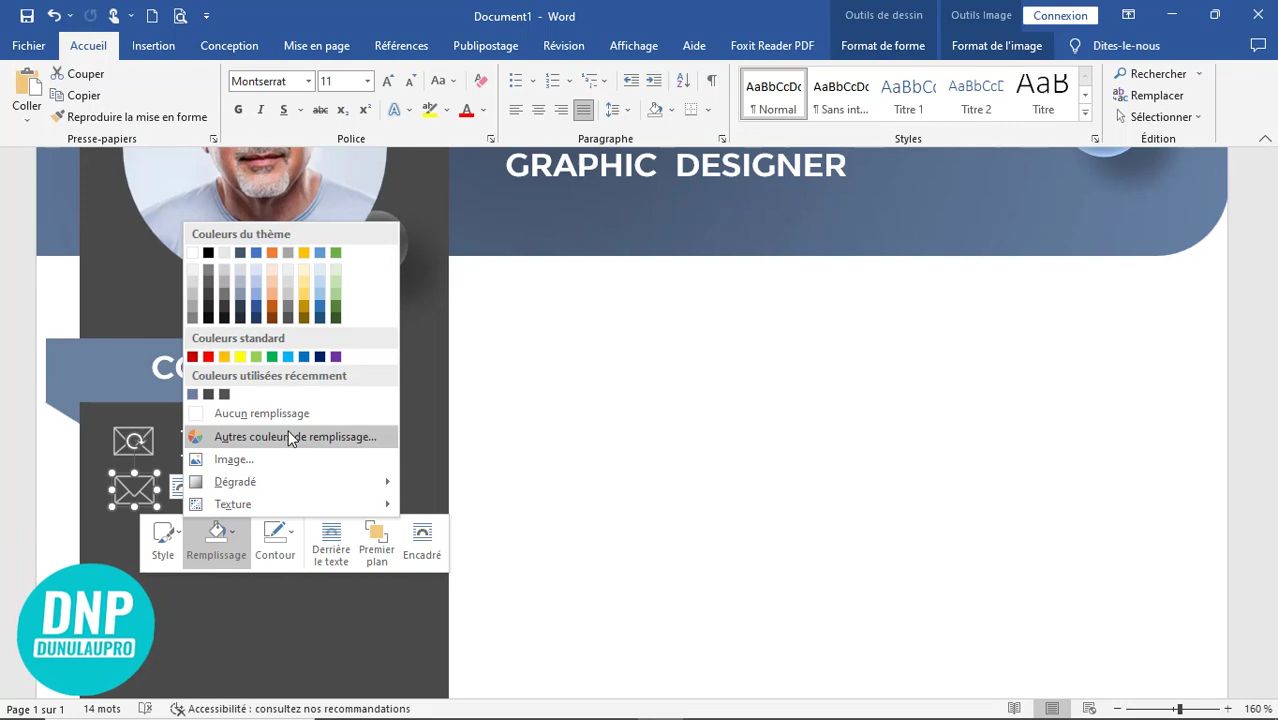 Document1 - Word
Outils de dessin
Outils Image
Connexion
Fichier
Accueil
Insertion
Conception
Mise en page
Références
Publipostage
Révision
Affichage
Aide
Foxit Reader PDF
Format de forme
Format de l'image
Dites-le-nous
Coller
Couper
Copier
Reproduire la mise en forme
Presse-papiers
Montserrat
11
Police
Paragraphe
AaBbCcDc
¶ Normal
AaBbCcDc
¶ Sans int...
AaBbCc
Titre 1
AaBbCcD
Titre 2
AaB
Titre
Styles
Rechercher
Remplacer
Sélectionner
Édition
GRAPHIC DESIGNER
Couleurs du thème
Couleurs standard
Couleurs utilisées récemment
Aucun remplissage
Autres couleurs de remplissage...
Image...
Dégradé
Texture
Style
Remplissage
Contour
Derrière le texte
Premier plan
Encadré
DNP
DUNULAUPRO
Page 1 sur 1
14 mots
Accessibilité : consultez nos recommandations
160 %